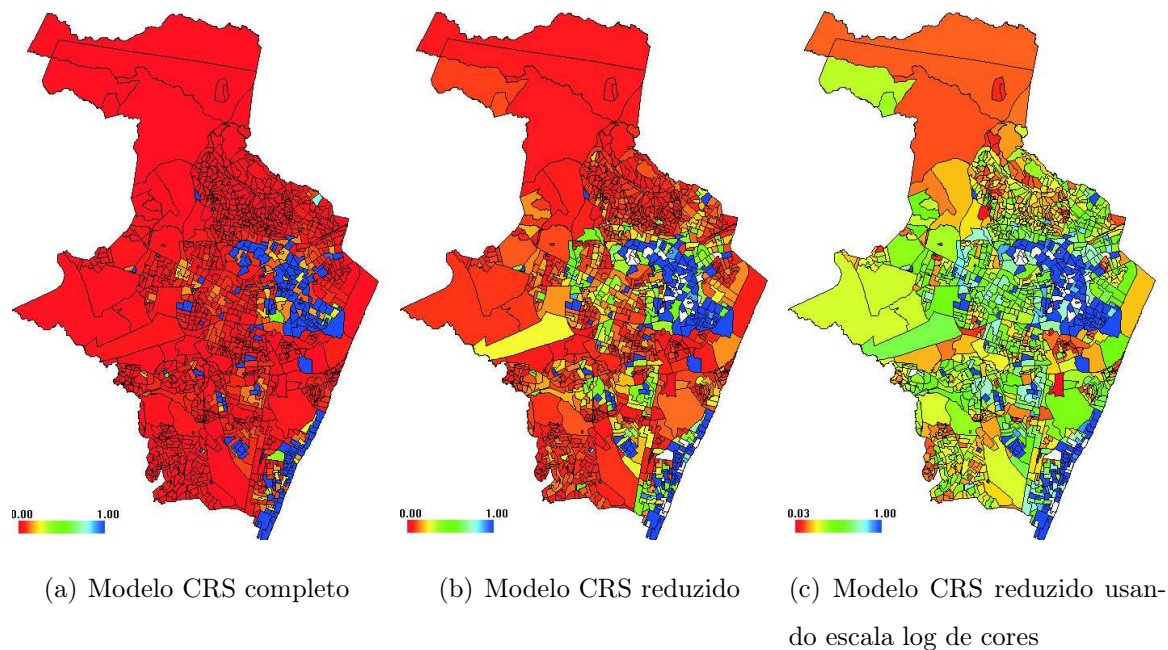 0.00 1.00
0.00 1.00
0.03 1.00
(a) Modelo CRS completo
(b) Modelo CRS reduzido
(c) Modelo CRS reduzido usan-
do escala log de cores